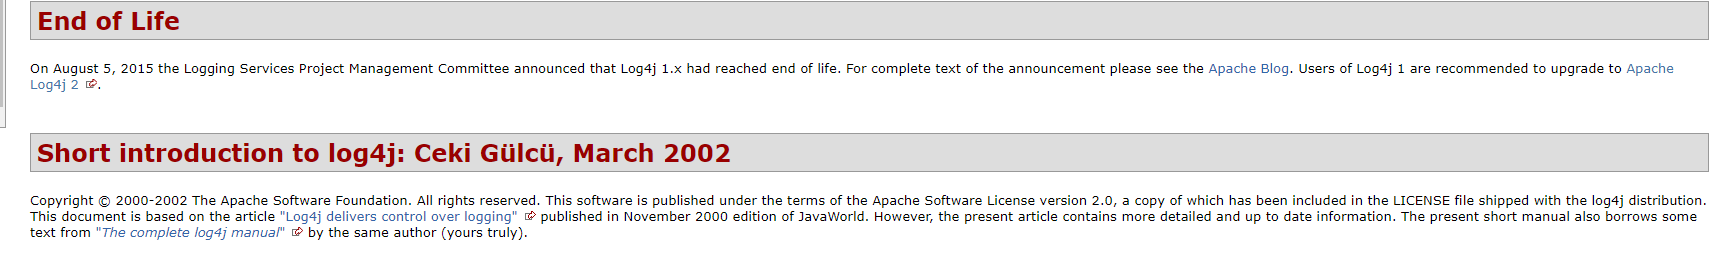 End of Life
On August 5, 2015 the Logging Services Project Management Committee announced that Log4j 1.x had reached end of life. For complete text of the announcement please see the Apache Blog. Users of Log4j 1 are recommended to upgrade to Apache
Log4j 2 .
Short introduction to log4j: Ceki Gülcü, March 2002
Copyright © 2000-2002 The Apache Software Foundation. All rights reserved. This software is published under the terms of the Apache Software License version 2.0, a copy of which has been included in the LICENSE file shipped with the log4j distribution.
This document is based on the article "Log4j delivers control over logging" published in November 2000 edition of JavaWorld. However, the present article contains more detailed and up to date information. The present short manual also borrows some
text from "The complete log4j manual" by the same author (yours truly).